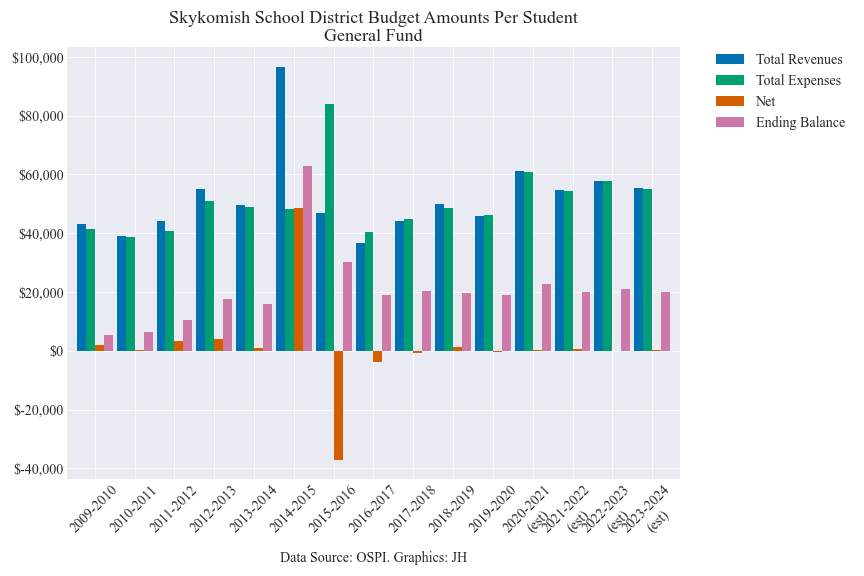 Skykomish School District Budget Amounts Per Student
General Fund
$100,000
$80,000
$60,000
$40,000
$20,000
$0
$-20,000
$-40,000
Total Revenues
Total Expenses
Net
Ending Balance
2009-2010
2010-2011
2011-2012
2012-2013
2013-2014
2014-2015
2015-2016
2016-2017
2017-2018
2018-2019
2019-2020
2020-2021
(est)
2021-2022
(est)
2022-2023
(est)
2023-2024
(est)
Data Source: OSPI. Graphics: JH